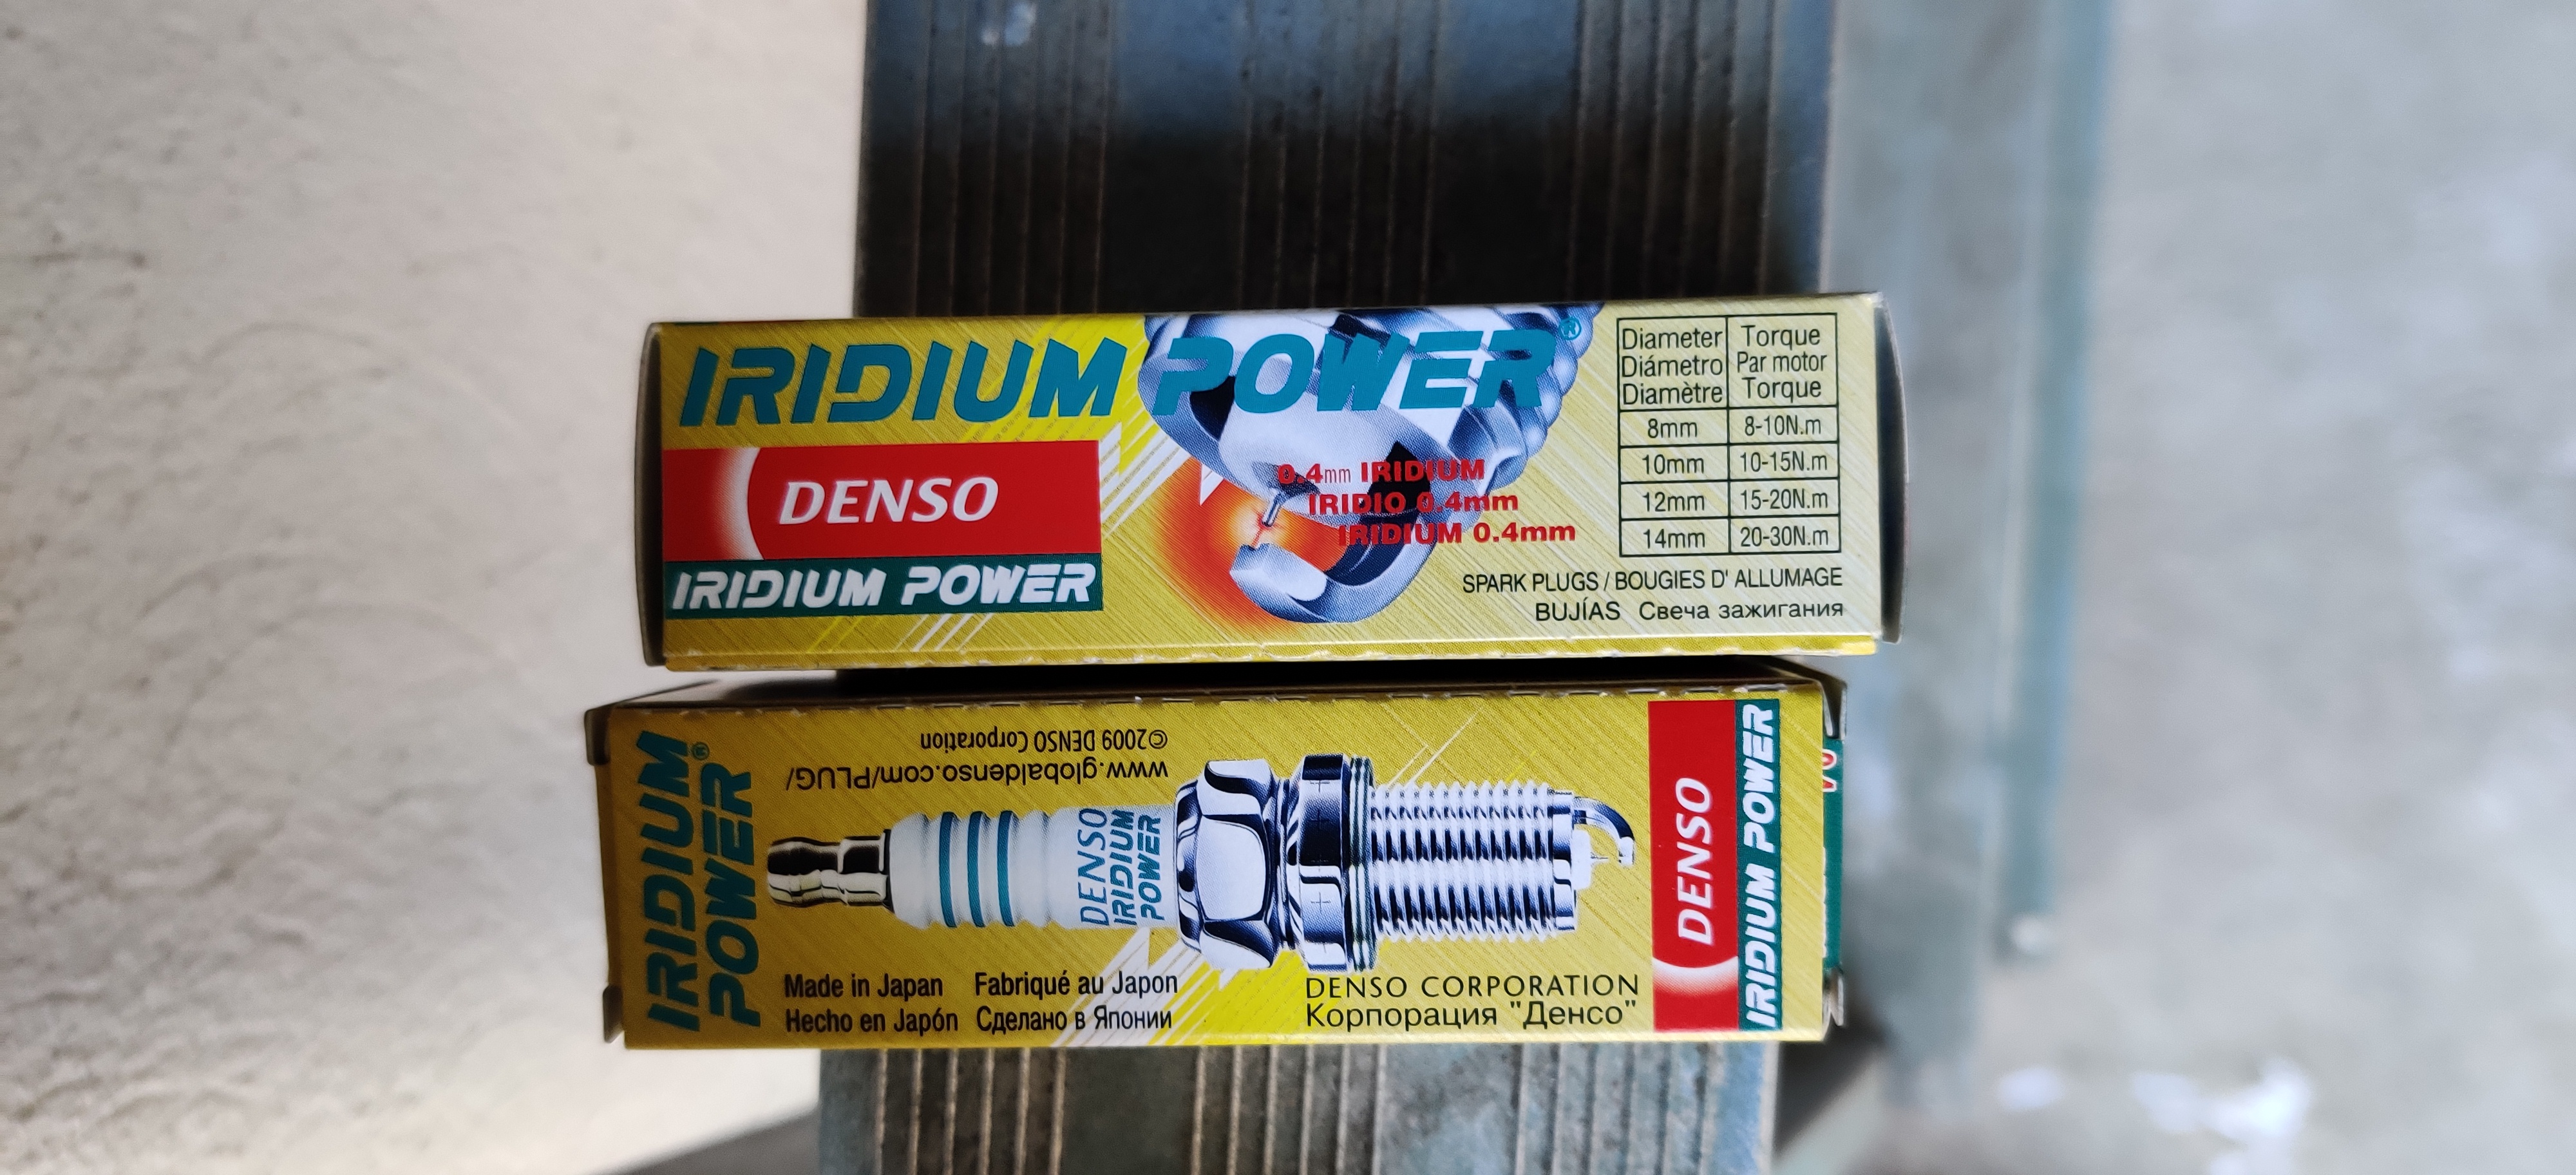 IRIDIUM POWER®
DENSO
IRIDIUM POWER
0.4mm IRIDIUM
IRIDIO 0.4mm
IRIDIUM 0.4mm
Diameter Torque
Diámetro Par motor
Diamètre Torque
8mm 8-10N.m
10mm 10-15N.m
12mm 15-20N.m
14mm 20-30N.m
SPARK PLUGS / BOUGIES D' ALLUMAGE
BUJÍAS Свеча зажигания
IRIDIUM
POWER®
www.globaldenso.com/PLUG/
©2009 DENSO Corporation
DENSO
IRIDIUM
POWER
Made in Japan Fabriqué au Japon
Hecho en Japón Сделано в Японии
DENSO CORPORATION
Корпорация "Денсо"
DENSO
IRIDIUM POWER